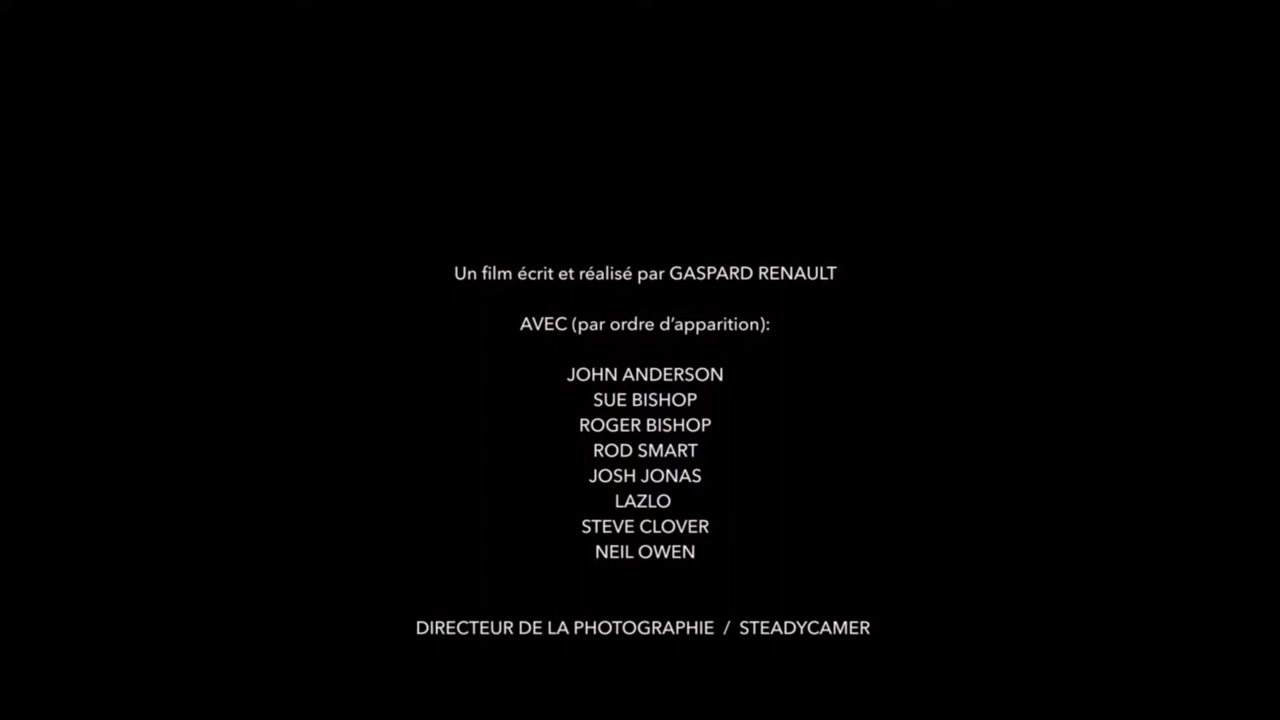 Un film écrit et réalisé par GASPARD RENAULT
AVEC (par ordre d'apparition):
JOHN ANDERSON
SUE BISHOP
ROGER BISHOP
ROD SMART
JOSH JONAS
LAZLO
STEVE CLOVER
NEIL OWEN
DIRECTEUR DE LA PHOTOGRAPHIE / STEADYCAMER